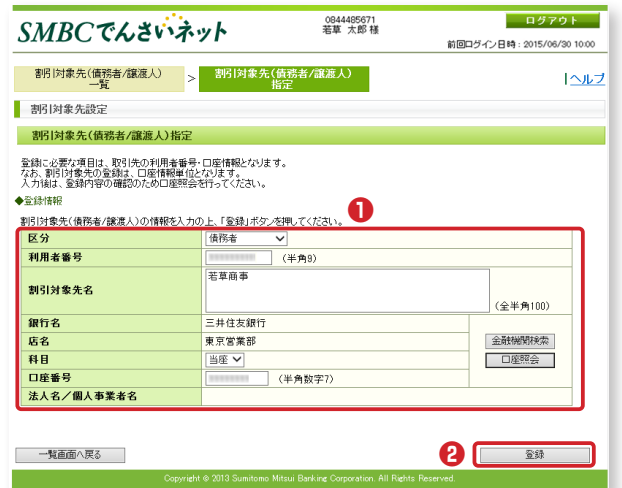 SMBCでんさいネット
0844485671
若草 太郎 様
ログアウト
前回ログイン日時：2015/06/30 10:00
割引対象先(債務者/譲渡人)
一覧
>
割引対象先(債務者/譲渡人)
指定
|ヘルプ
割引対象先設定
割引対象先(債務者/譲渡人)指定
登録に必要な項目は、取引先の利用者番号・口座情報となります。
なお、割引対象先の登録は、口座情報単位となります。
入力後は、登録内容の確認のため口座照会を行ってください。
◆登録情報
1
割引対象先(債務者/譲渡人)の情報を入力の上、「登録」ボタンを押してください。
区分 債務者
利用者番号 (半角9)
割引対象先名 若草商事 (全半角100)
銀行名 三井住友銀行
店名 東京営業部 金融機関検索
科目 当座 口座照会
口座番号 (半角数字7)
法人名／個人事業者名
一覧画面へ戻る
2
登録
Copyright © 2013 Sumitomo Mitsui Banking Corporation. All Rights Reserved.